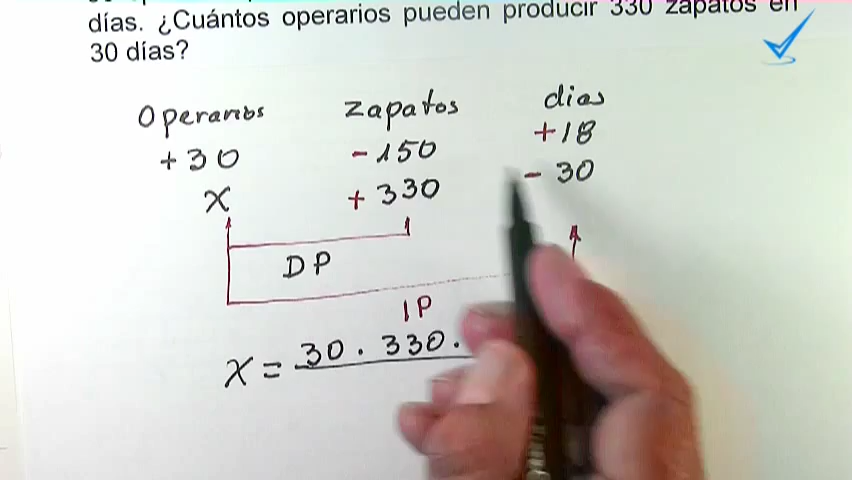 días. ¿Cuántos operarios pueden producir 330 zapatos en
30 días?
Operarios zapatos dias
+30 - 150 +18
x + 330 - 30
DP
IP
x = 30 . 330 .